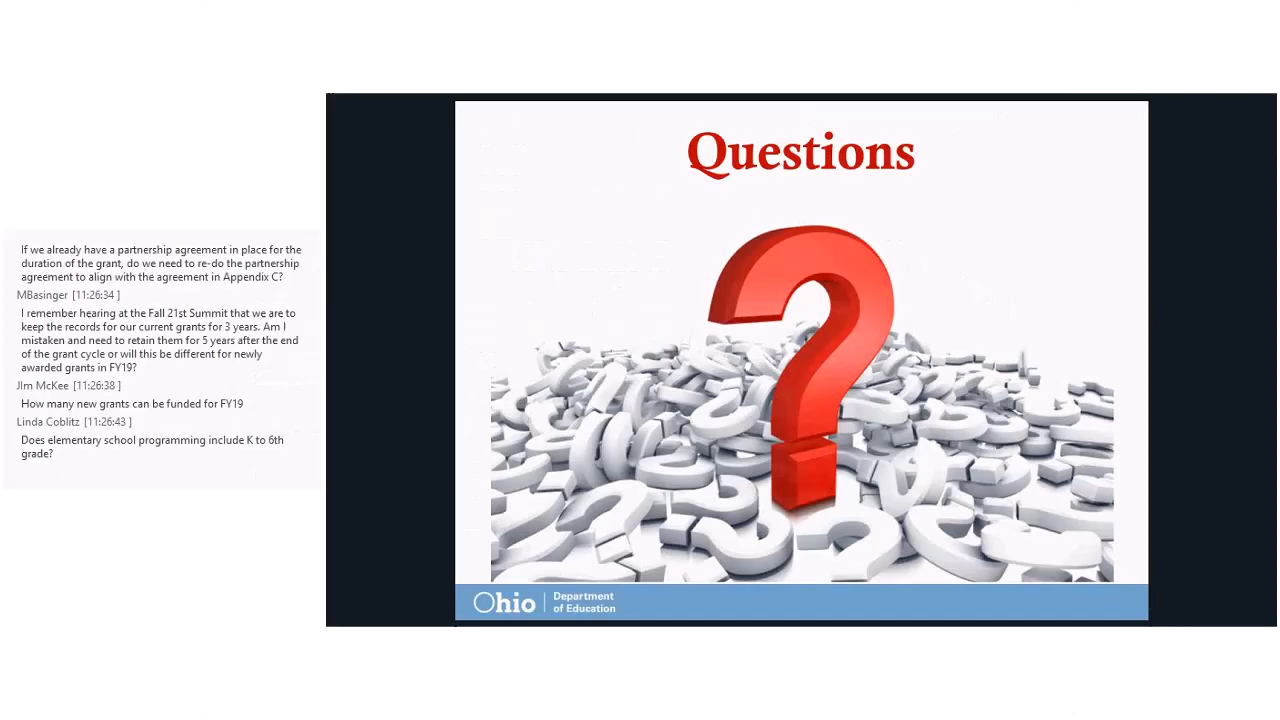 If we already have a partnership agreement in place for the
duration of the grant, do we need to re-do the partnership
agreement to align with the agreement in Appendix C?
MBasinger [11:26:34 ]
I remember hearing at the Fall 21st Summit that we are to
keep the records for our current grants for 3 years. Am I
mistaken and need to retain them for 5 years after the end
of the grant cycle or will this be different for newly
awarded grants in FY19?
JIm McKee [11:26:38 ]
How many new grants can be funded for FY19
Linda Coblitz [11:26:43 ]
Does elementary school programming include K to 6th
grade?
Questions
?
Ohio
Department
of Education